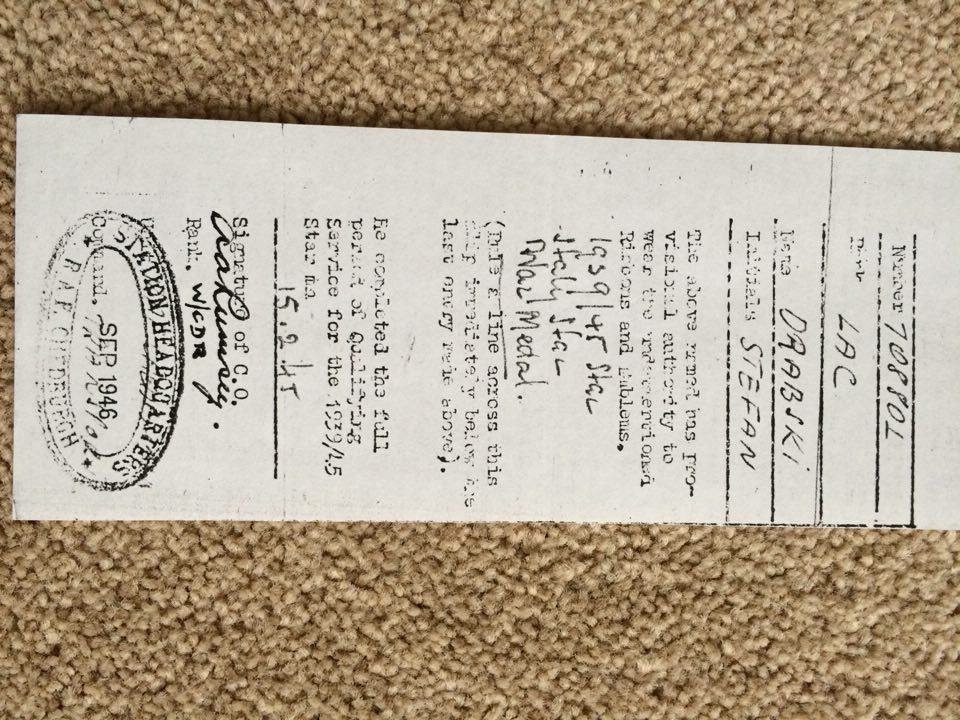 Number 708801
LAC
Name DRABSKI
Initials STEFAN
The above named has Pro-
visional authority to
wear the undermentioned
Ribbons and Emblems.
1939/45 Star
Italy Star
War Medal.
(Rule a line across this
slip immediately below the
last entry made above).
He completed the full
period of Qualifying
Service for the 1939/45
Star on
15.2.45
Signature of C.O.
Rank. W/CDR
Command.
STATION HEADQUARTERS
SEP 1946
R.A.F.